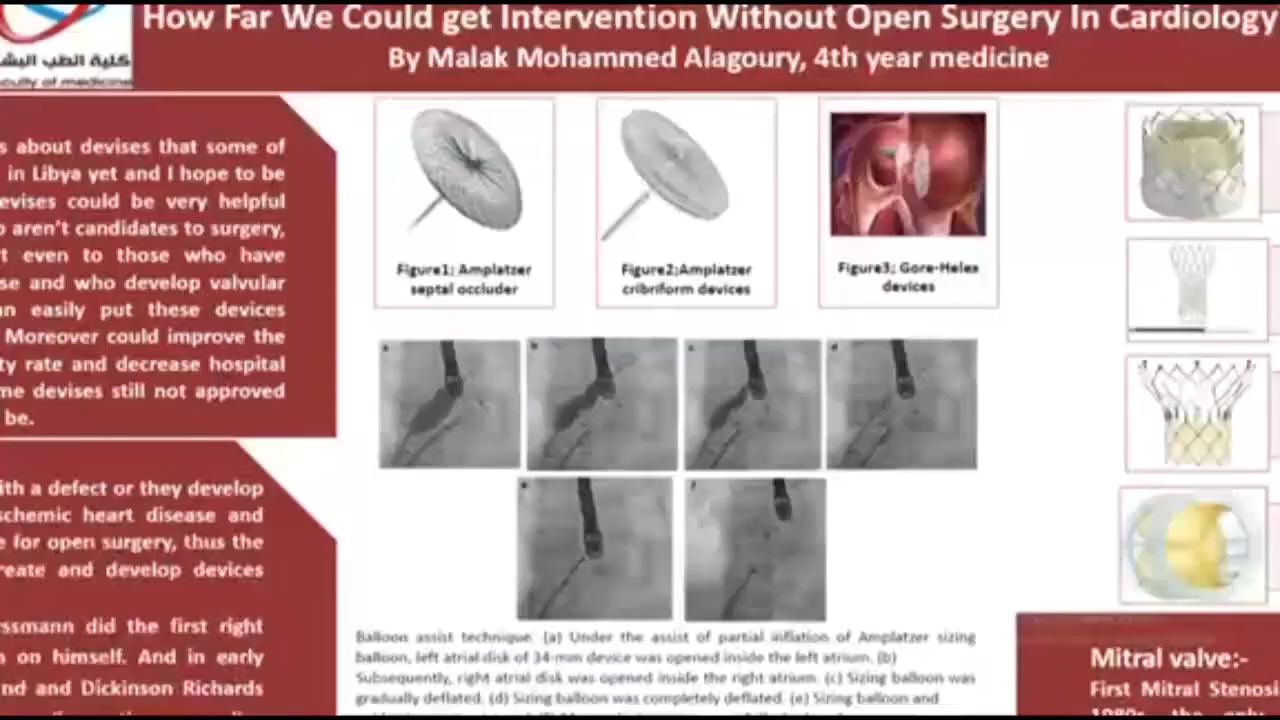 How Far We Could get Intervention Without Open Surgery In Cardiology
By Malak Mohammed Alagoury, 4th year medicine
كلية الطب
faculty of medicine
s about devises that some of
in Libya yet and I hope to be
evises could be very helpful
o aren't candidates to surgery,
t even to those who have
se and who develop valvular
an easily put these devices
Moreover could improve the
ty rate and decrease hospital
me devises still not approved
be.
ith a defect or they develop
schemic heart disease and
e for open surgery, thus the
reate and develop devices
ssmann did the first right
n on himself. And in early
nd and Dickinson Richards
Figure1; Amplatzer
septal occluder
Figure2;Amplatzer
cribriform devices
Figure3; Gore-Helex
devices
a
b
c
d
e
f
Balloon assist technique. (a) Under the assist of partial inflation of Amplatzer sizing
balloon, left atrial disk of 34-mm device was opened inside the left atrium. (b)
Subsequently, right atrial disk was opened inside the right atrium. (c) Sizing balloon was
gradually deflated. (d) Sizing balloon was completely deflated. (e) Sizing balloon and
Mitral valve:-
First Mitral Stenosi
1980s, the only